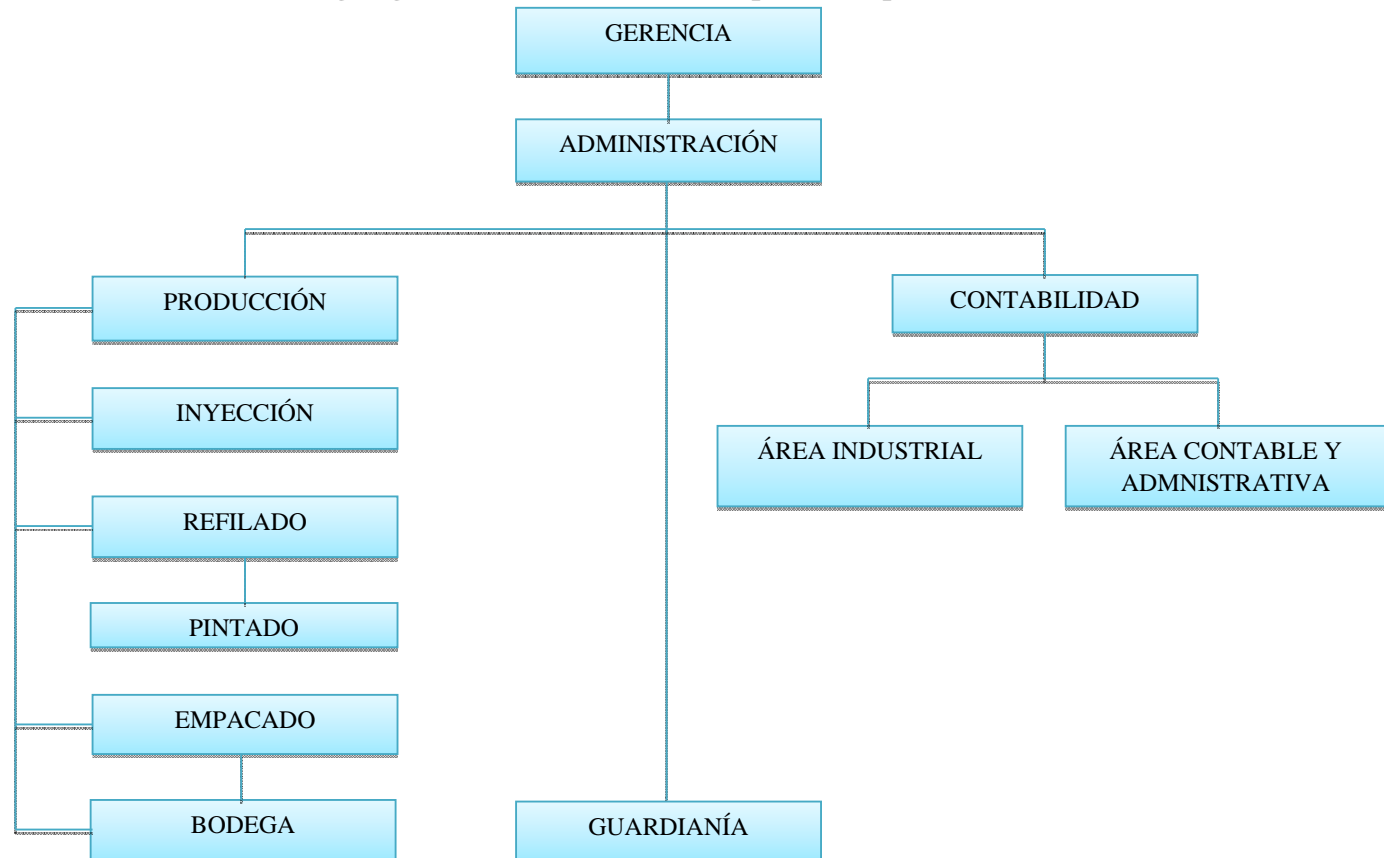 GERENCIA
ADMINISTRACIÓN
PRODUCCIÓN
CONTABILIDAD
INYECCIÓN
ÁREA INDUSTRIAL
ÁREA CONTABLE Y
ADMNISTRATIVA
REFILADO
PINTADO
EMPACADO
BODEGA
GUARDIANÍA